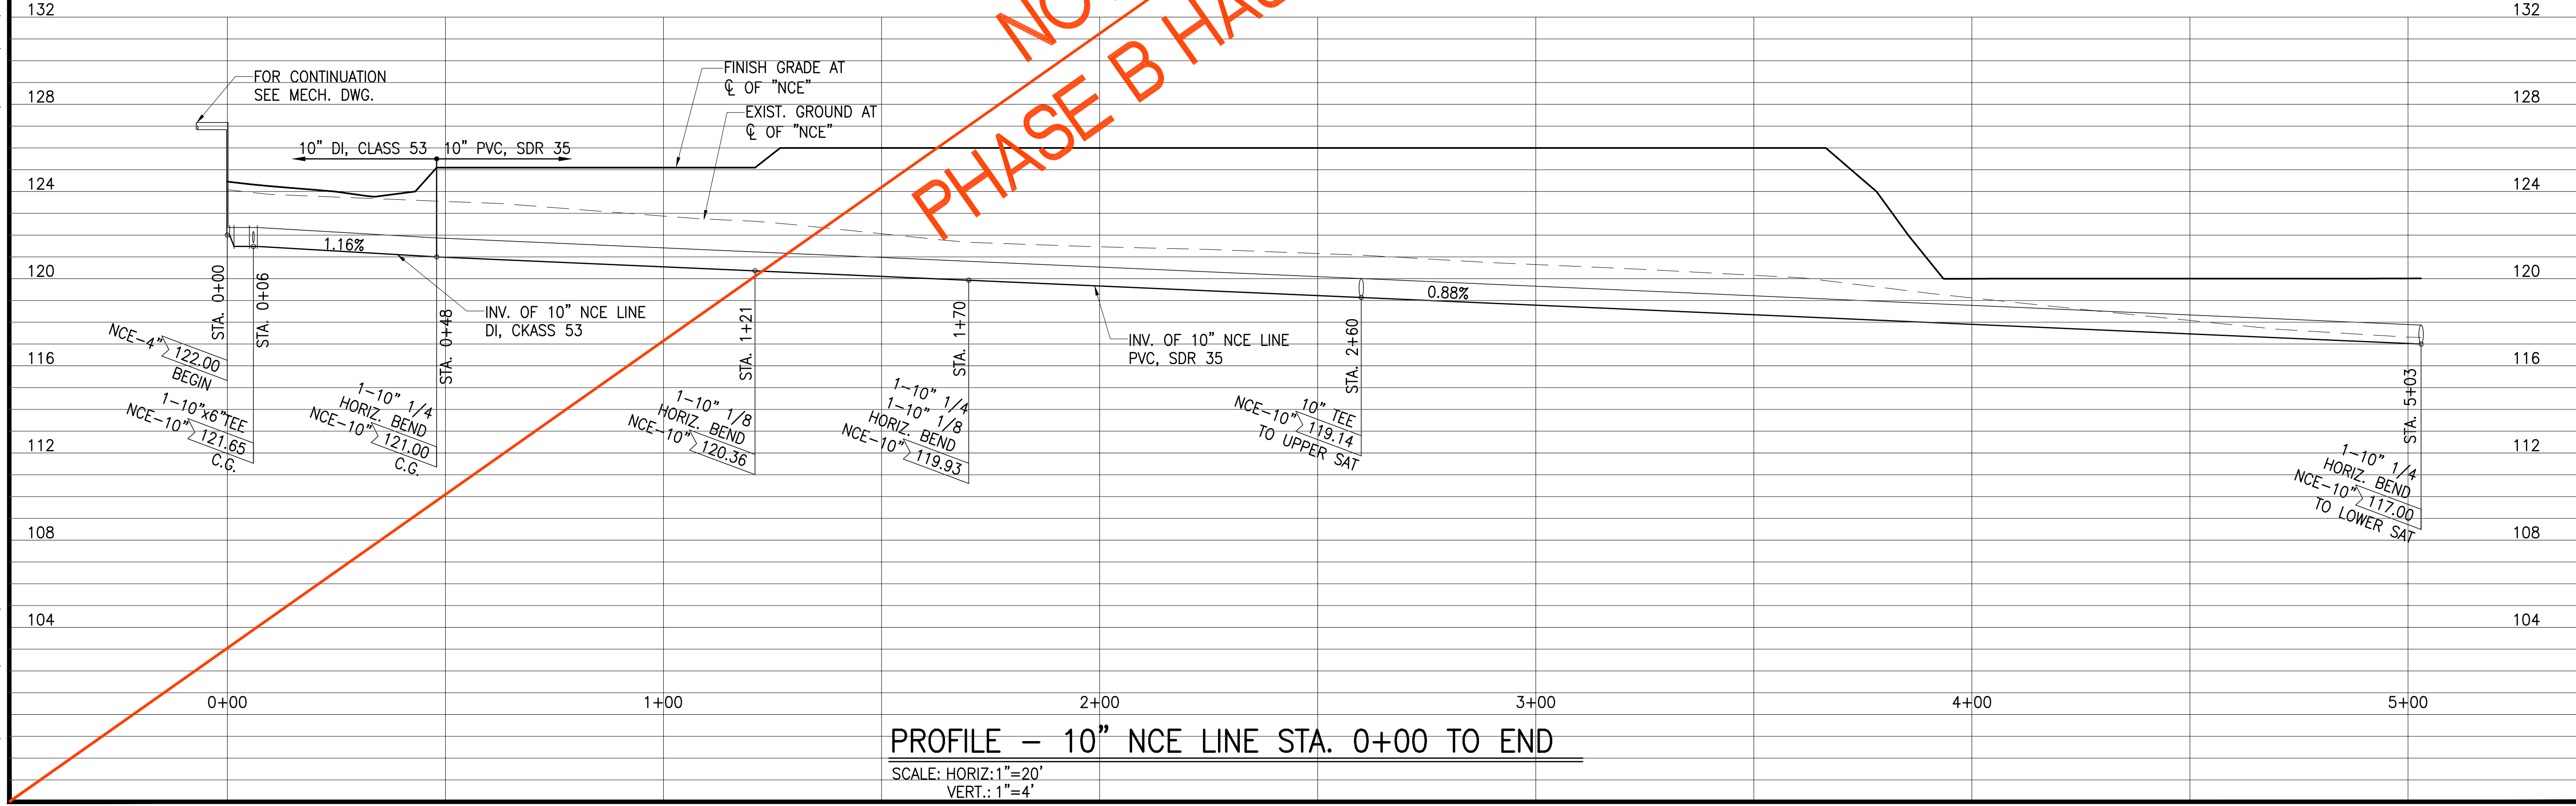 132
132
NO
PHASE B HAS
FOR CONTINUATION
SEE MECH. DWG.
FINISH GRADE AT
℄ OF "NCE"
128
128
EXIST. GROUND AT
℄ OF "NCE"
10" DI, CLASS 53
10" PVC, SDR 35
124
124
1.16%
120
120
0.88%
STA. 0+00
STA. 0+06
STA. 0+48
STA. 1+21
STA. 1+70
STA. 2+60
STA. 5+03
INV. OF 10" NCE LINE
DI, CKASS 53
INV. OF 10" NCE LINE
PVC, SDR 35
116
116
NCE-4" 122.00
BEGIN
1-10"x6"TEE
NCE-10" 121.65
C.G.
1-10" 1/4
HORIZ. BEND
NCE-10" 121.00
C.G.
1-10" 1/8
HORIZ. BEND
NCE-10" 120.36
1-10" 1/4
1-10" 1/8
HORIZ. BEND
NCE-10" 119.93
10" TEE
NCE-10" 119.14
TO UPPER SAT
1-10" 1/4
HORIZ. BEND
NCE-10" 117.00
TO LOWER SAT
112
112
108
108
104
104
0+00
1+00
2+00
3+00
4+00
5+00
PROFILE - 10" NCE LINE STA. 0+00 TO END
SCALE: HORIZ:1"=20'
VERT.: 1"=4'